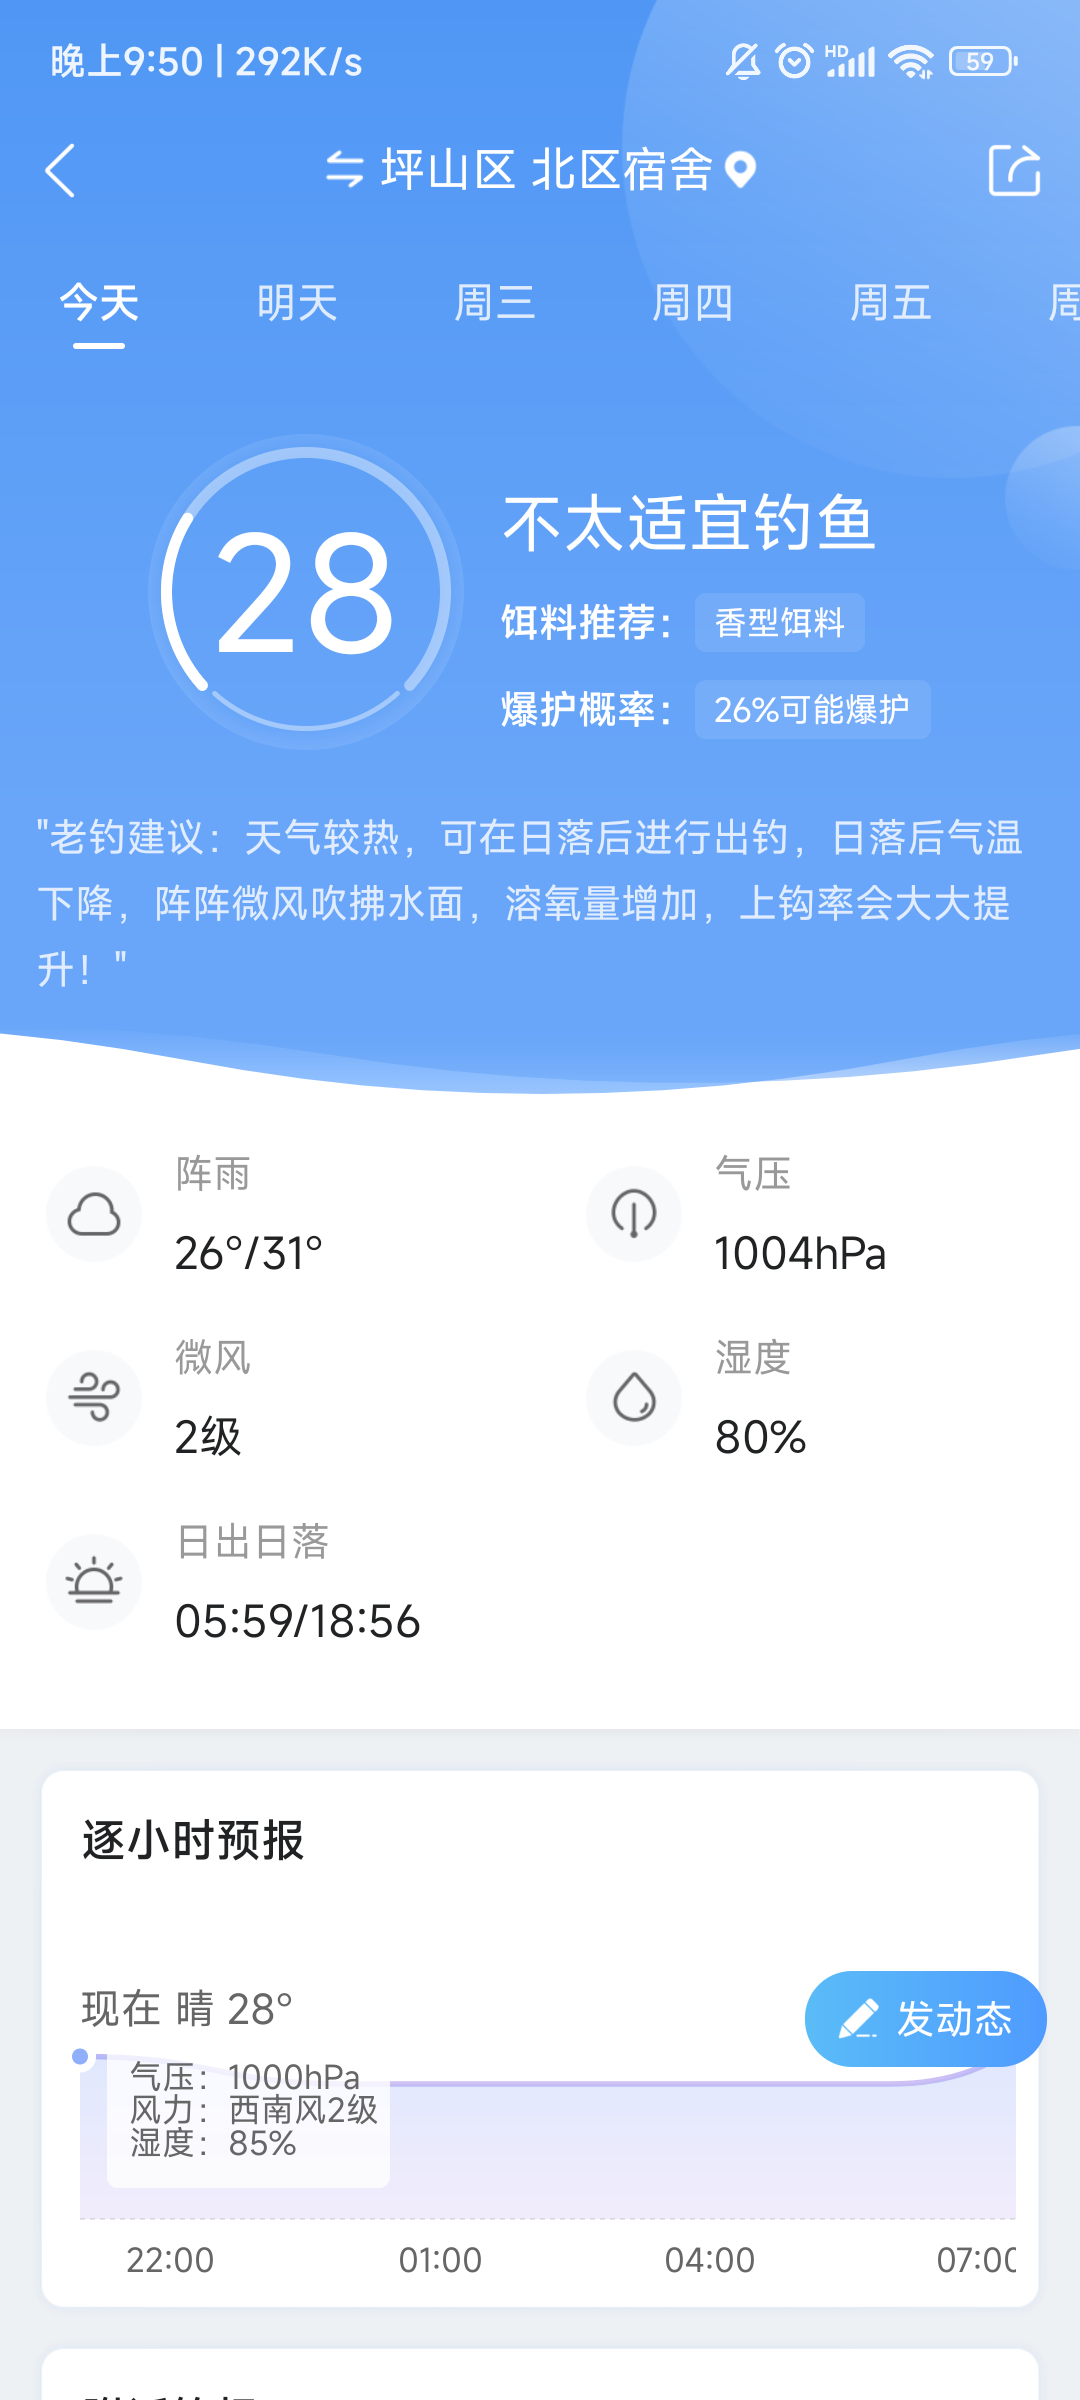 晚上9:50 | 292K/s
HD
59
坪山区 北区宿舍
今天 明天 周三 周四 周五 周
28
不太适宜钓鱼
饵料推荐： 香型饵料
爆护概率： 26%可能爆护
"老钓建议：天气较热，可在日落后进行出钓，日落后气温
下降，阵阵微风吹拂水面，溶氧量增加，上钩率会大大提
升！"
阵雨 气压
26°/31° 1004hPa
微风 湿度
2级 80%
日出日落
05:59/18:56
逐小时预报
现在 晴 28°
发动态
气压： 1000hPa
风力： 西南风2级
湿度： 85%
22:00 01:00 04:00 07:00